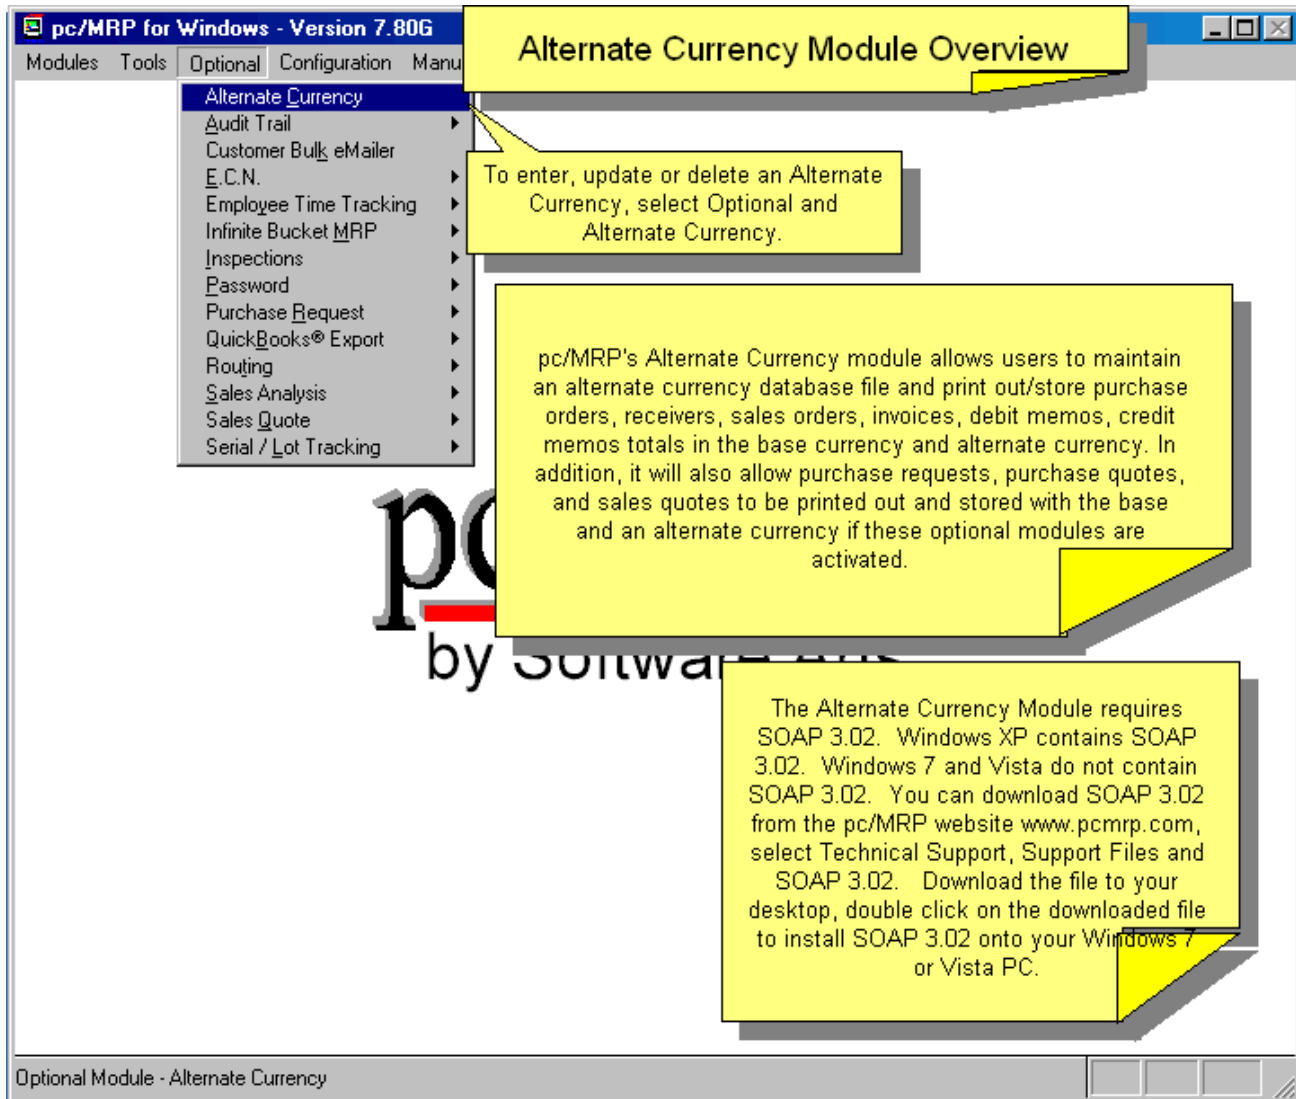 pc/MRP for Windows - Version 7.80G
Alternate Currency Module Overview
Modules Tools Optional Configuration Manu
Alternate Currency
Audit Trail
Customer Bulk eMailer
E.C.N.
Employee Time Tracking
Infinite Bucket MRP
Inspections
Password
Purchase Request
QuickBooks® Export
Routing
Sales Analysis
Sales Quote
Serial / Lot Tracking
To enter, update or delete an Alternate
Currency, select Optional and
Alternate Currency.
pc/MRP's Alternate Currency module allows users to maintain
an alternate currency database file and print out/store purchase
orders, receivers, sales orders, invoices, debit memos, credit
memos totals in the base currency and alternate currency. In
addition, it will also allow purchase requests, purchase quotes,
and sales quotes to be printed out and stored with the base
and an alternate currency if these optional modules are
activated.
pc
by Software Arts
The Alternate Currency Module requires
SOAP 3.02. Windows XP contains SOAP
3.02. Windows 7 and Vista do not contain
SOAP 3.02. You can download SOAP 3.02
from the pc/MRP website www.pcmrp.com,
select Technical Support, Support Files and
SOAP 3.02. Download the file to your
desktop, double click on the downloaded file
to install SOAP 3.02 onto your Windows 7
or Vista PC.
Optional Module - Alternate Currency